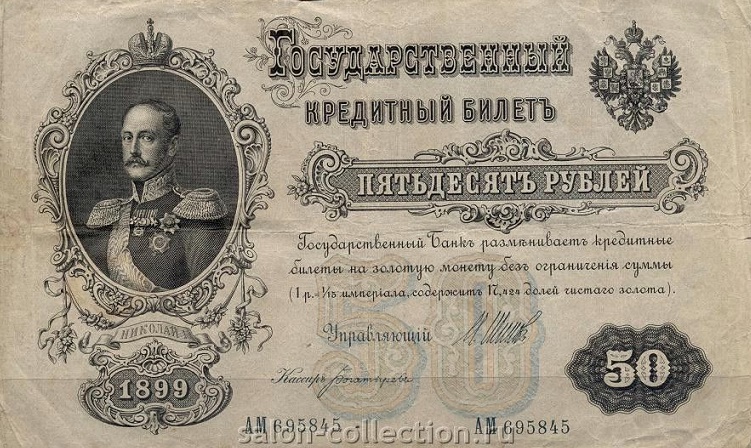 Государственный
кредитный билетъ
пятьдесятъ рублей
Государственный Банкъ размѣниваетъ кредитные
билеты на золотую монету безъ ограниченія суммы
(1 р.=1/15 имперіала, содержитъ 17,424 долей чистаго золота).
Управляющій
Кассиръ
НИКОЛАЙ I
1899
50
50
АМ 695845
АМ 695845
salon-collection.ru